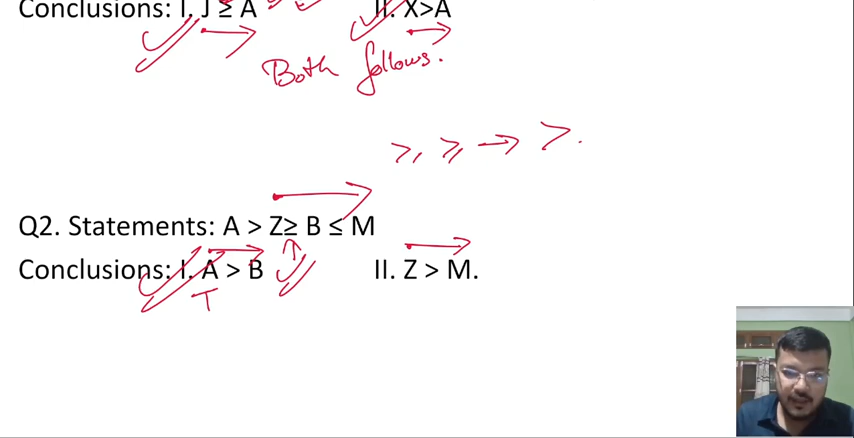 Conclusions: I. J ≥ A II. X>A
Both follows.
>, ≥, → >.
Q2. Statements: A > Z≥ B ≤ M
Conclusions: I. A > B II. Z > M.
T